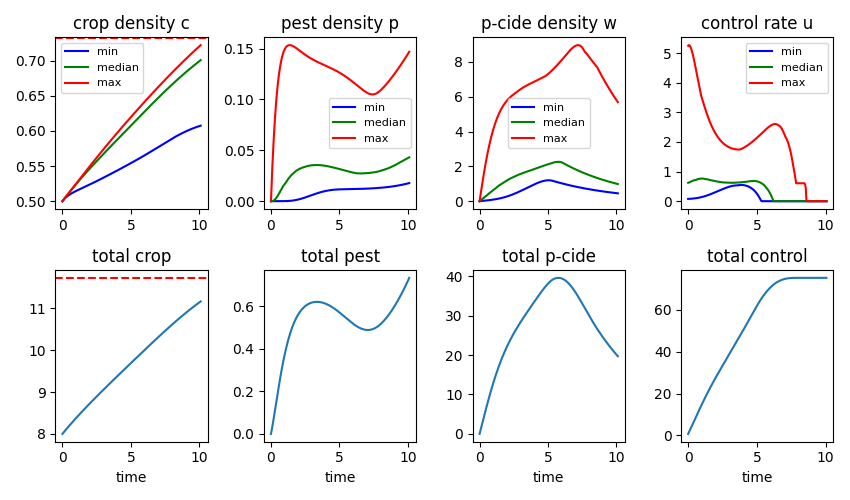 crop density c
pest density p
p-cide density w
control rate u
0.70
0.65
0.60
0.55
0.50
min
median
max
0 5 10
0.15
0.10
0.05
0.00
min
median
max
0 5 10
8
6
4
2
0
min
median
max
0 5 10
5
4
3
2
1
0
min
median
max
0 5 10
total crop
total pest
total p-cide
total control
11
10
9
8
0 5 10
time
0.6
0.4
0.2
0.0
0 5 10
time
40
30
20
10
0
0 5 10
time
60
40
20
0
0 5 10
time